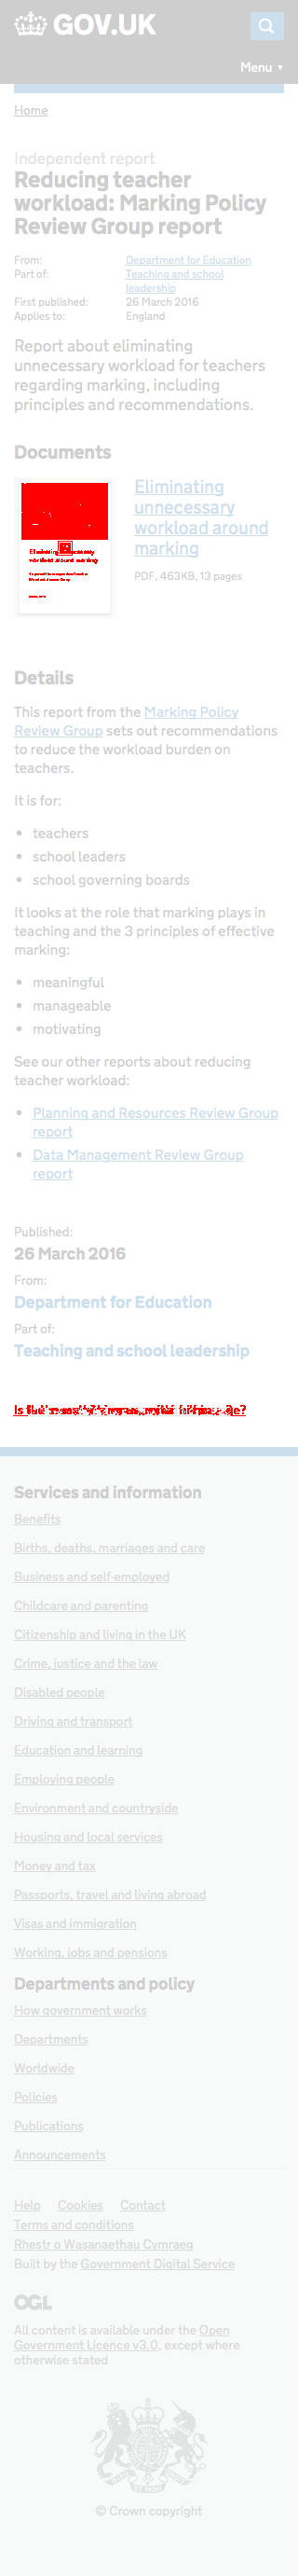 GOV.UK
Menu ▼
Home
Independent report
Reducing teacher
workload: Marking Policy
Review Group report
From: Department for Education
Part of: Teaching and school
leadership
First published: 26 March 2016
Applies to: England
Report about eliminating
unnecessary workload for teachers
regarding marking, including
principles and recommendations.
Documents
Eliminating unnecessary
workload around marking
Eliminating
unnecessary
workload around
marking
PDF, 463KB, 13 pages
Details
This report from the Marking Policy
Review Group sets out recommendations
to reduce the workload burden on
teachers.
It is for:
• teachers
• school leaders
• school governing boards
It looks at the role that marking plays in
teaching and the 3 principles of effective
marking:
• meaningful
• manageable
• motivating
See our other reports about reducing
teacher workload:
• Planning and Resources Review Group
report
• Data Management Review Group
report
Published:
26 March 2016
From:
Department for Education
Part of:
Teaching and school leadership
Is
Services and information
Benefits
Births, deaths, marriages and care
Business and self-employed
Childcare and parenting
Citizenship and living in the UK
Crime, justice and the law
Disabled people
Driving and transport
Education and learning
Employing people
Environment and countryside
Housing and local services
Money and tax
Passports, travel and living abroad
Visas and immigration
Working, jobs and pensions
Departments and policy
How government works
Departments
Worldwide
Policies
Publications
Announcements
Help Cookies Contact
Terms and conditions
Rhestr o Wasanaethau Cymraeg
Built by the Government Digital Service
OGL
All content is available under the Open
Government Licence v3.0, except where
otherwise stated
© Crown copyright